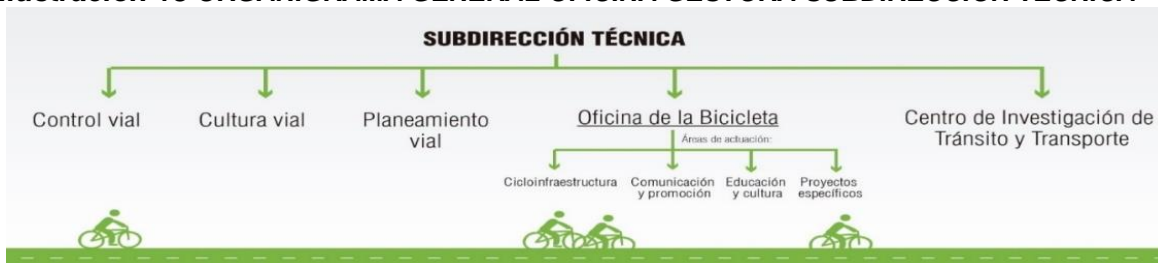 SUBDIRECCIÓN TÉCNICA
Control vial
Cultura vial
Planeamiento
vial
Oficina de la Bicicleta
Áreas de actuación:
Cicloinfraestructura
Comunicación
y promoción
Educación
y cultura
Proyectos
específicos
Centro de Investigación de
Tránsito y Transporte